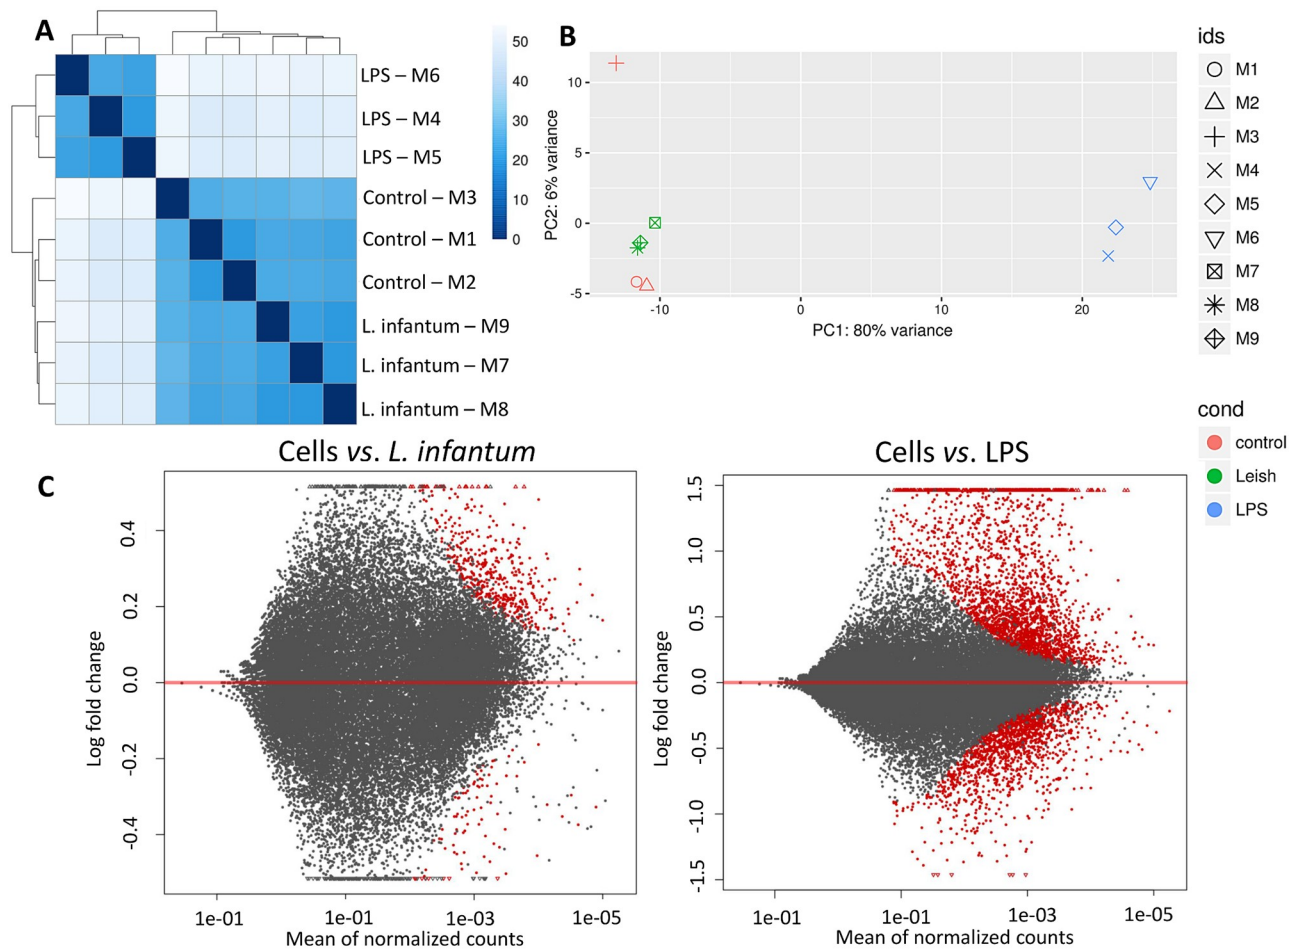 A
LPS – M6
LPS – M4
LPS – M5
Control – M3
Control – M1
Control – M2
L. infantum – M9
L. infantum – M7
L. infantum – M8
50
40
30
20
10
0
B
10
5
0
-5
PC2: 6% variance
-10
0
10
20
PC1: 80% variance
ids
M1
M2
M3
M4
M5
M6
M7
M8
M9
cond
control
Leish
LPS
C
Cells vs. L. infantum
0.4
0.2
0.0
-0.2
-0.4
Log fold change
1e-01
1e-01
1e-03
1e-05
Mean of normalized counts
Cells vs. LPS
1.5
1.0
0.5
0.0
-0.5
-1.0
-1.5
Log fold change
1e-01
1e-01
1e-03
1e-05
Mean of normalized counts